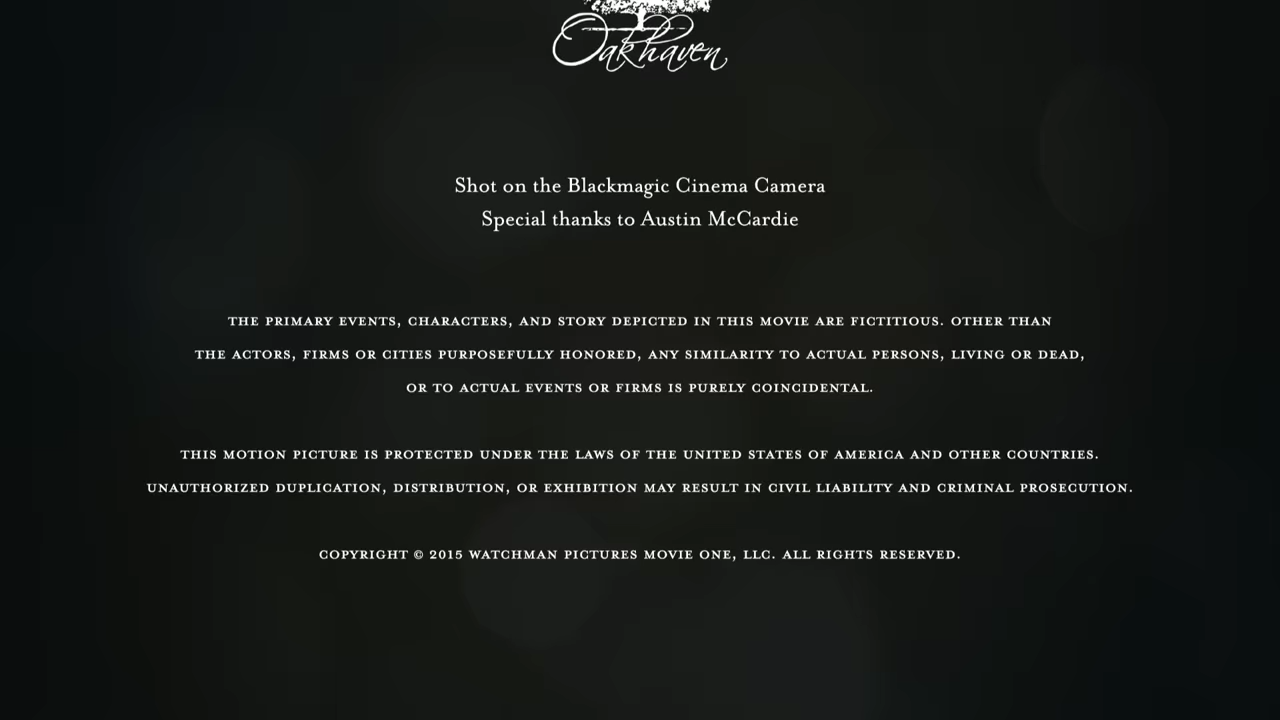 Oakhaven
Shot on the Blackmagic Cinema Camera
Special thanks to Austin McCardie
THE PRIMARY EVENTS, CHARACTERS, AND STORY DEPICTED IN THIS MOVIE ARE FICTITIOUS. OTHER THAN
THE ACTORS, FIRMS OR CITIES PURPOSEFULLY HONORED, ANY SIMILARITY TO ACTUAL PERSONS, LIVING OR DEAD,
OR TO ACTUAL EVENTS OR FIRMS IS PURELY COINCIDENTAL.
THIS MOTION PICTURE IS PROTECTED UNDER THE LAWS OF THE UNITED STATES OF AMERICA AND OTHER COUNTRIES.
UNAUTHORIZED DUPLICATION, DISTRIBUTION, OR EXHIBITION MAY RESULT IN CIVIL LIABILITY AND CRIMINAL PROSECUTION.
COPYRIGHT © 2015 WATCHMAN PICTURES MOVIE ONE, LLC. ALL RIGHTS RESERVED.